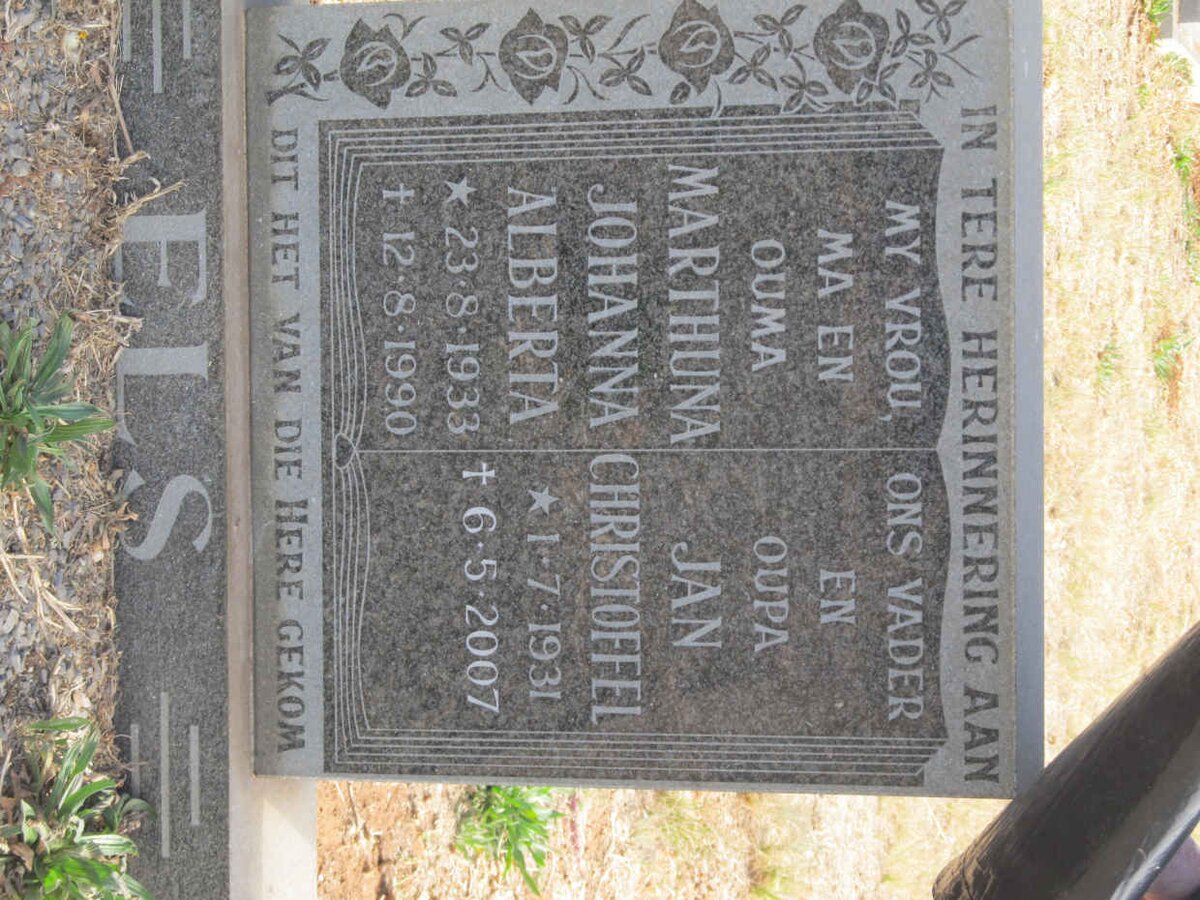 IN TERE HERINNERING AAN
MY VROU,
MA EN
OUMA
MARTHUNA
JOHANNA
ALBERTA
★ 23·8·1933
✝ 12·8·1990
ONS VADER
EN
OUPA
JAN
CHRISTOFFEL
★ 1·7·1931
✝ 6·5·2007
DIT HET VAN DIE HERE GEKOM
ELS